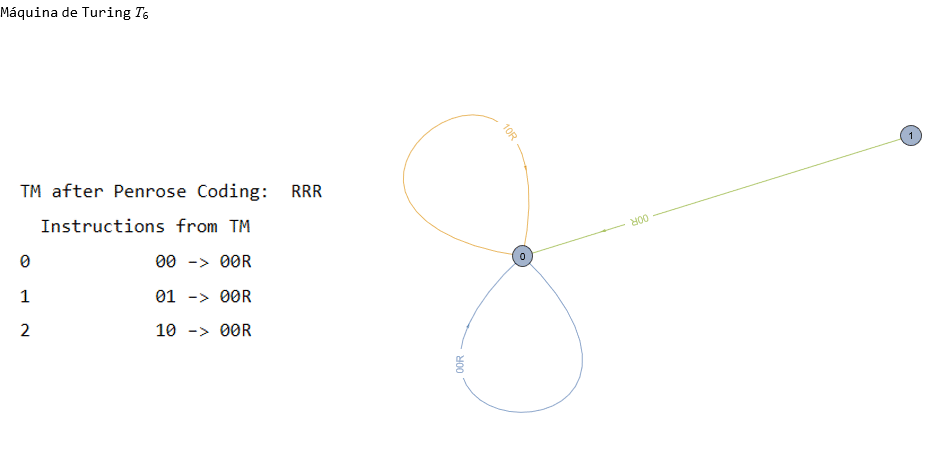 Máquina de Turing T₆
TM after Penrose Coding: RRR
Instructions from TM
0 00 -> 00R
1 01 -> 00R
2 10 -> 00R
10R
1
00R
0
00R